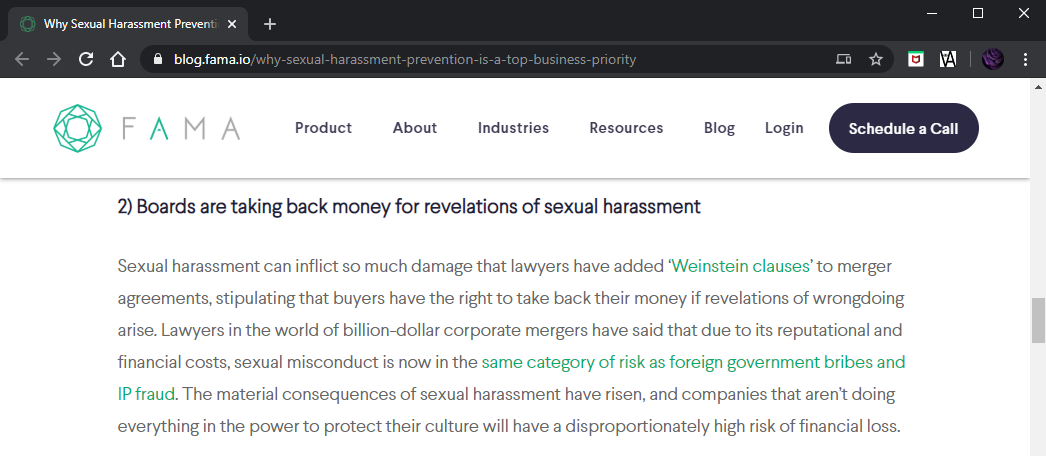 Why Sexual Harassment Preventi
blog.fama.io/why-sexual-harassment-prevention-is-a-top-business-priority
FAMA
Product About Industries Resources Blog Login Schedule a Call
2) Boards are taking back money for revelations of sexual harassment
Sexual harassment can inflict so much damage that lawyers have added ‘Weinstein clauses’ to merger
agreements, stipulating that buyers have the right to take back their money if revelations of wrongdoing
arise. Lawyers in the world of billion-dollar corporate mergers have said that due to its reputational and
financial costs, sexual misconduct is now in the same category of risk as foreign government bribes and
IP fraud. The material consequences of sexual harassment have risen, and companies that aren’t doing
everything in the power to protect their culture will have a disproportionately high risk of financial loss.